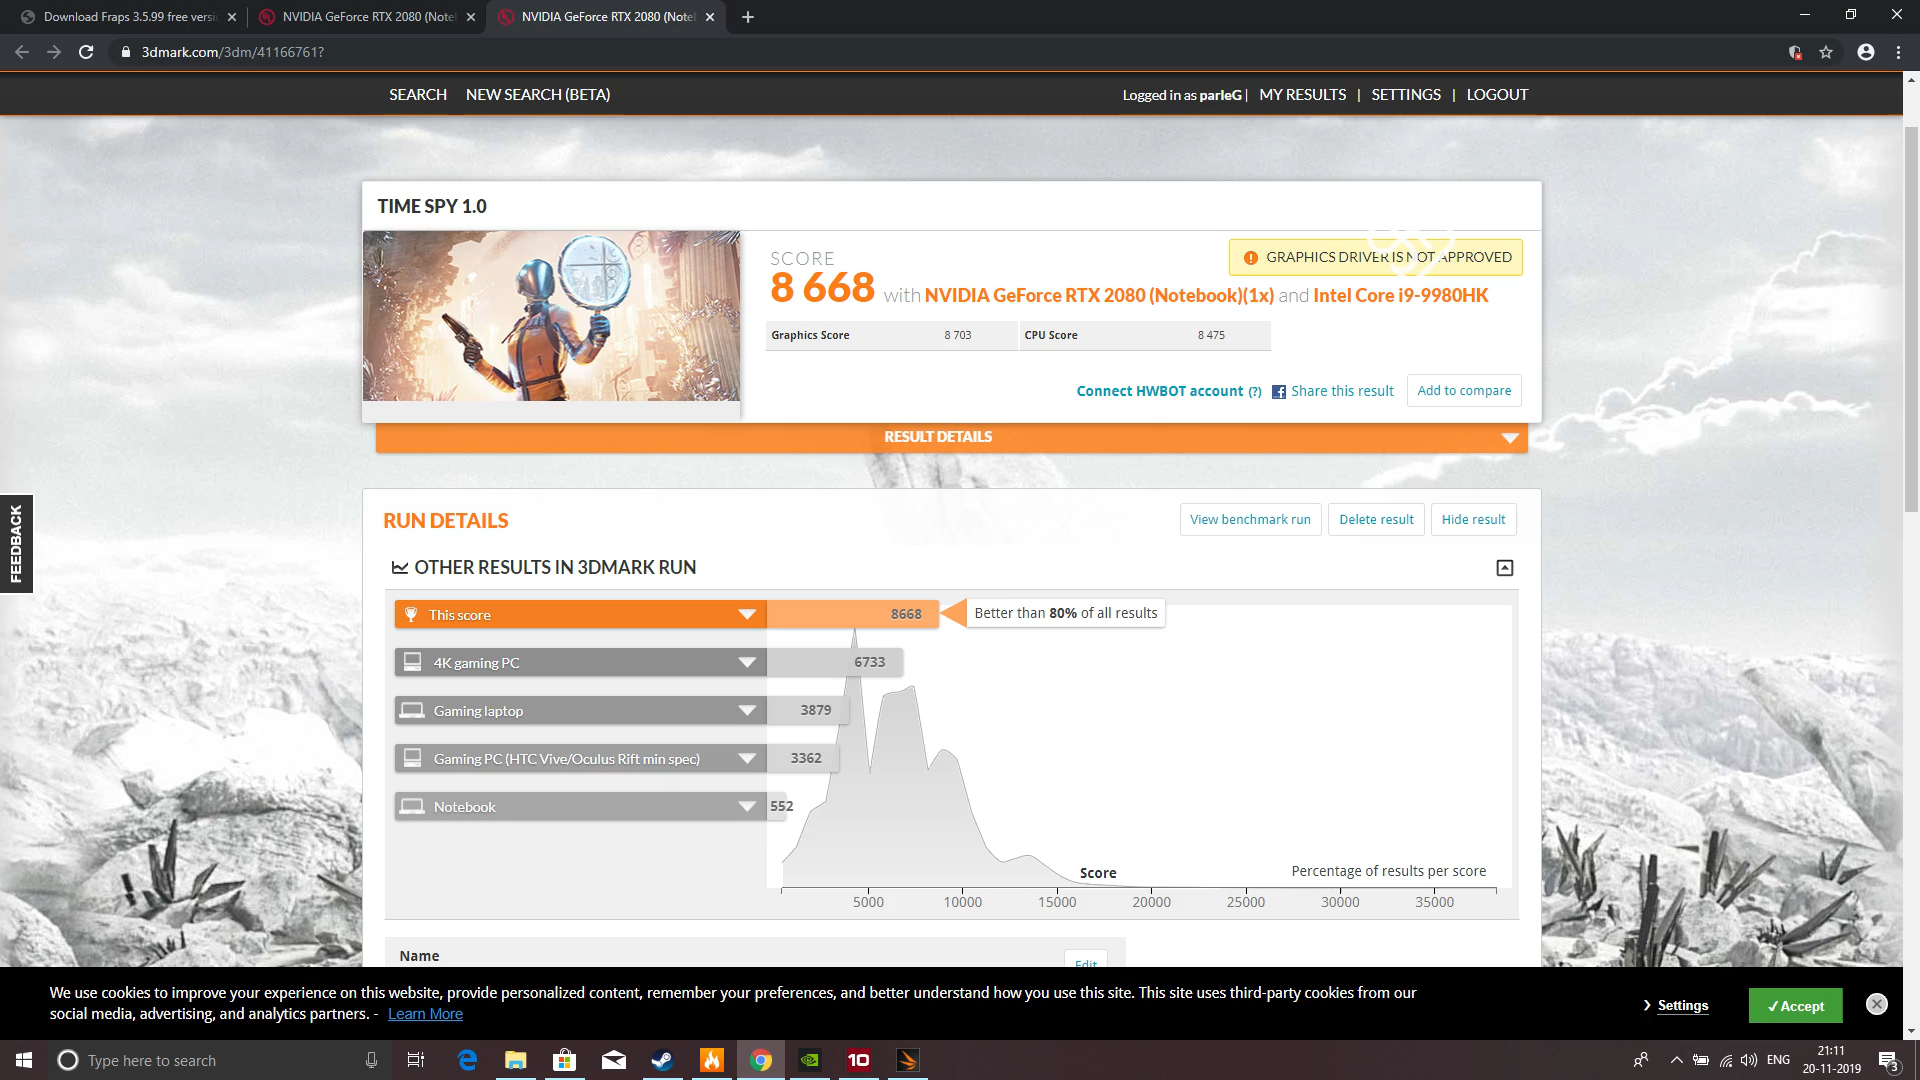 Download Fraps 3.5.99 free versi
NVIDIA GeForce RTX 2080 (Note
NVIDIA GeForce RTX 2080 (Note
3dmark.com/3dm/41166761?
SEARCH
NEW SEARCH (BETA)
Logged in as parleG |
MY RESULTS | SETTINGS | LOGOUT
TIME SPY 1.0
SCORE
GRAPHICS DRIVER IS NOT APPROVED
8 668 with NVIDIA GeForce RTX 2080 (Notebook)(1x) and Intel Core i9-9980HK
Graphics Score 8 703 CPU Score 8 475
Connect HWBOT account (?) Share this result Add to compare
RESULT DETAILS
FEEDBACK
RUN DETAILS
View benchmark run Delete result Hide result
OTHER RESULTS IN 3DMARK RUN
This score 8668 Better than 80% of all results
4K gaming PC 6733
Gaming laptop 3879
Gaming PC (HTC Vive/Oculus Rift min spec) 3362
Notebook 552
Score Percentage of results per score
5000 10000 15000 20000 25000 30000 35000
Name
Edit
We use cookies to improve your experience on this website, provide personalized content, remember your preferences, and better understand how you use this site. This site uses third-party cookies from our
social media, advertising, and analytics partners. - Learn More
Settings
Accept
Type here to search
10
ENG
21:11
20-11-2019
3